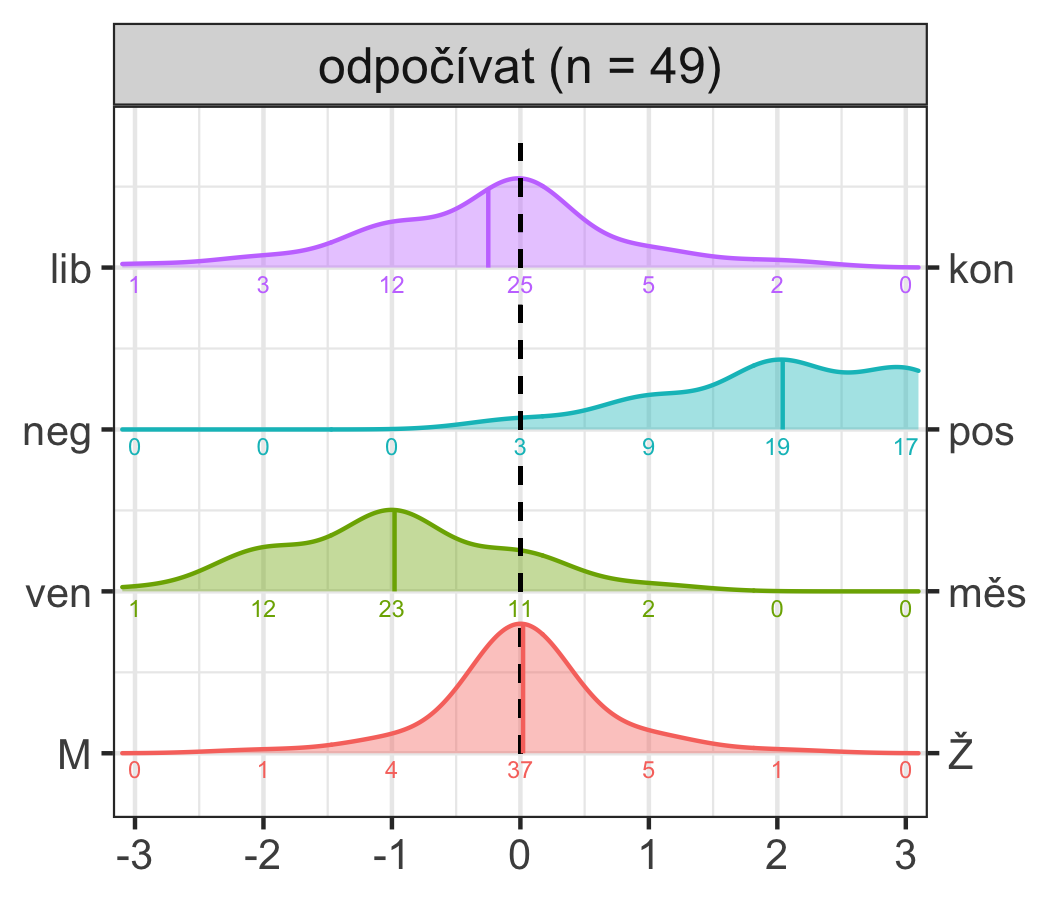 odpočívat (n = 49)
lib kon
1 3 12 25 5 2 0
neg pos
0 0 0 3 9 19 17
ven měs
1 12 23 11 2 0 0
M Ž
0 1 4 37 5 1 0
-3 -2 -1 0 1 2 3